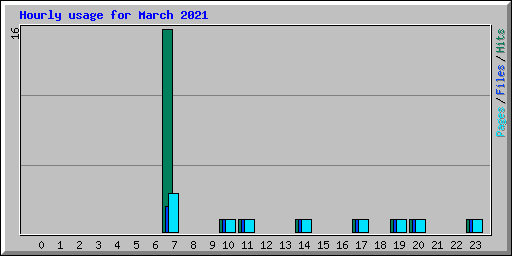 Hourly usage for March 2021
16
Pages/Files/Hits
0 1 2 3 4 5 6 7 8 9 10 11 12 13 14 15 16 17 18 19 20 21 22 23